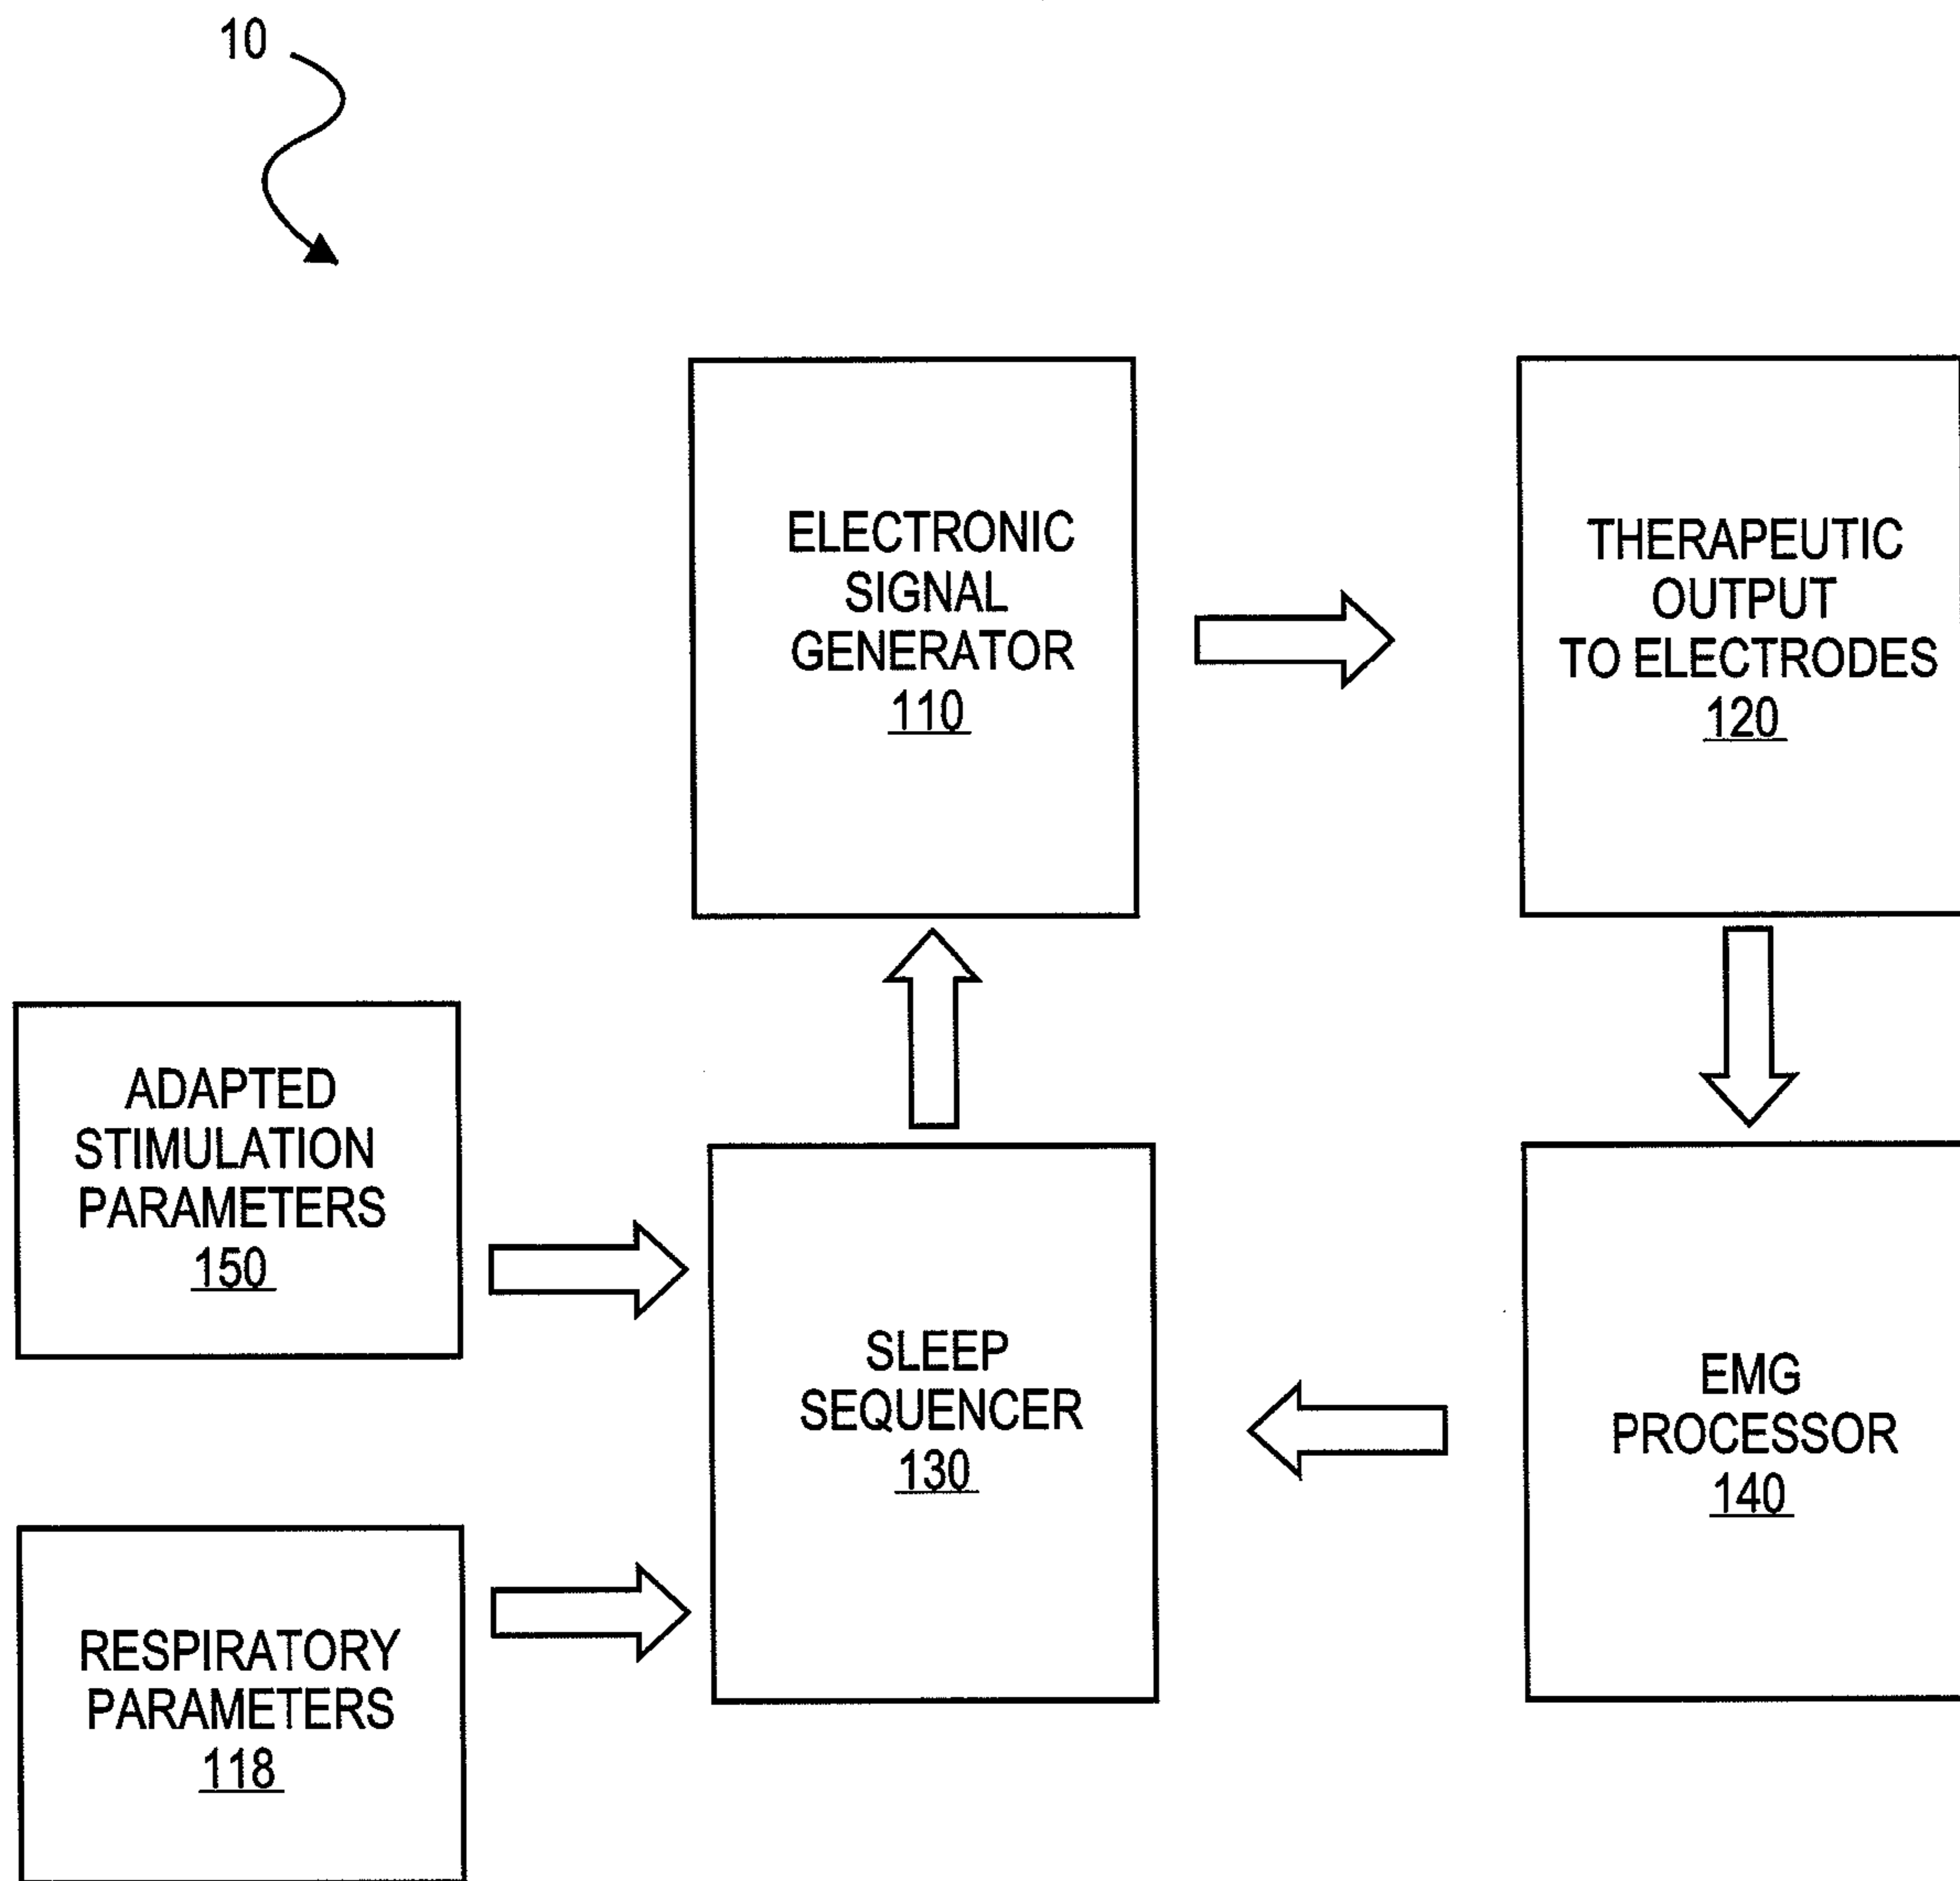 10
ELECTRONIC
SIGNAL
GENERATOR
110
THERAPEUTIC
OUTPUT
TO ELECTRODES
120
ADAPTED
STIMULATION
PARAMETERS
150
SLEEP
SEQUENCER
130
EMG
PROCESSOR
140
RESPIRATORY
PARAMETERS
118